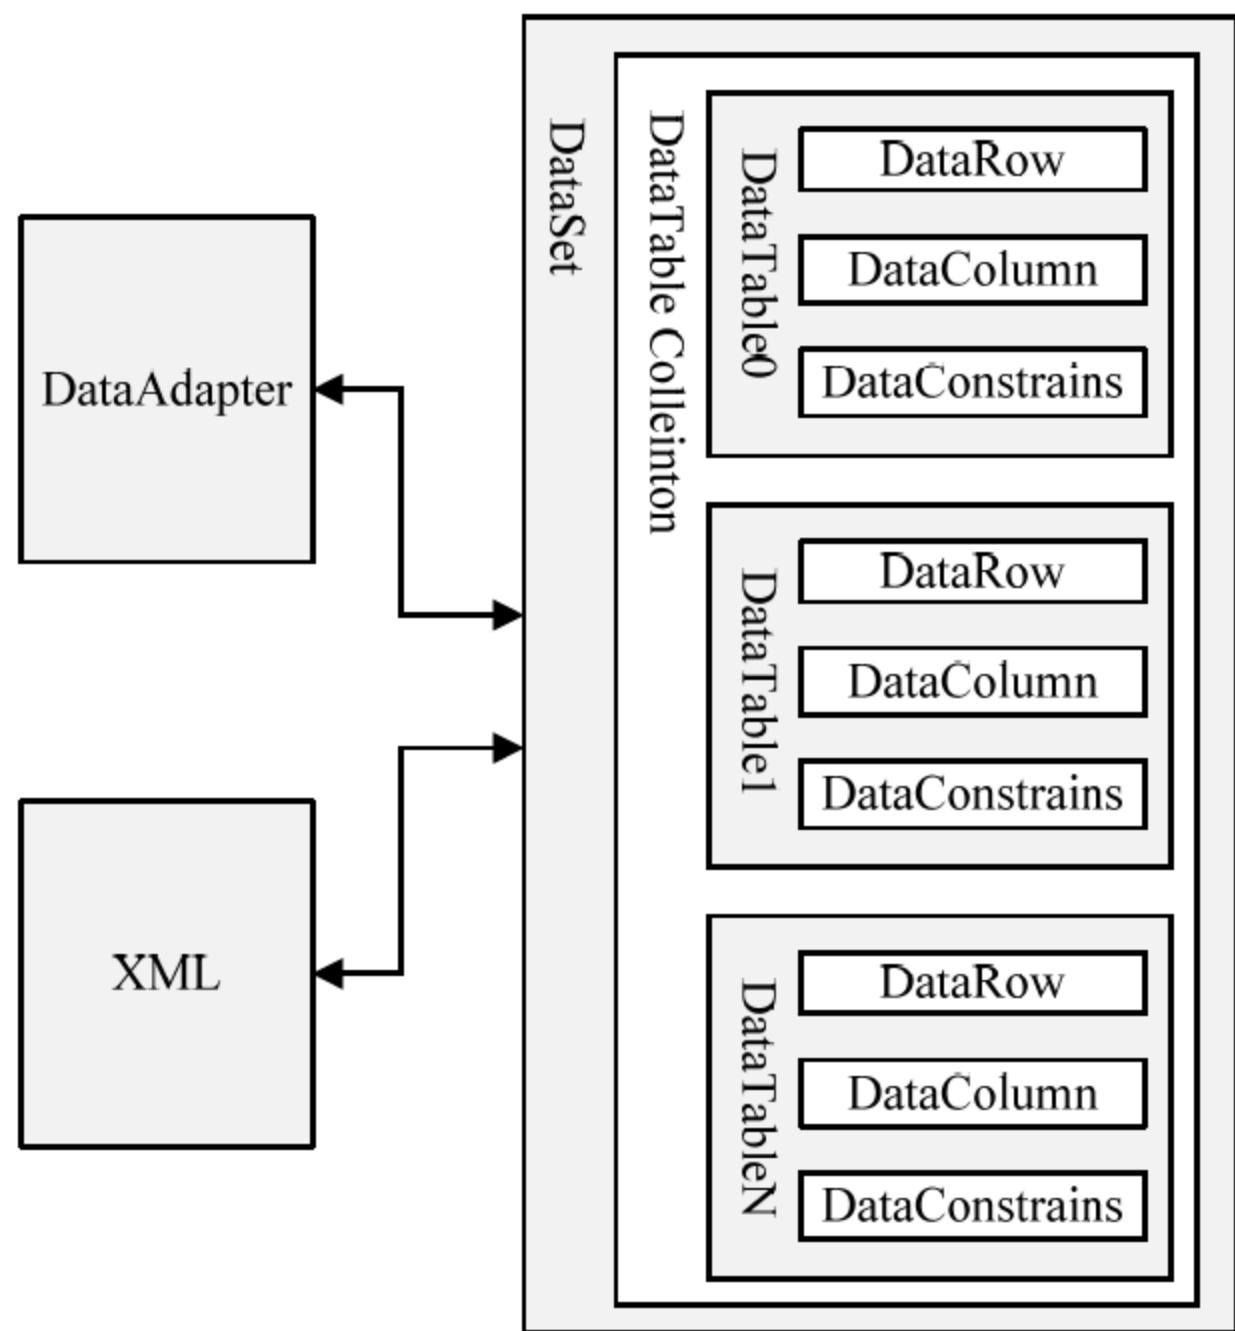 DataAdapter
XML
DataSet
DataTable Colleinton
DataTable0
DataRow
DataColumn
DataConstrains
DataTable1
DataRow
DataColumn
DataConstrains
DataTableN
DataRow
DataColumn
DataConstrains